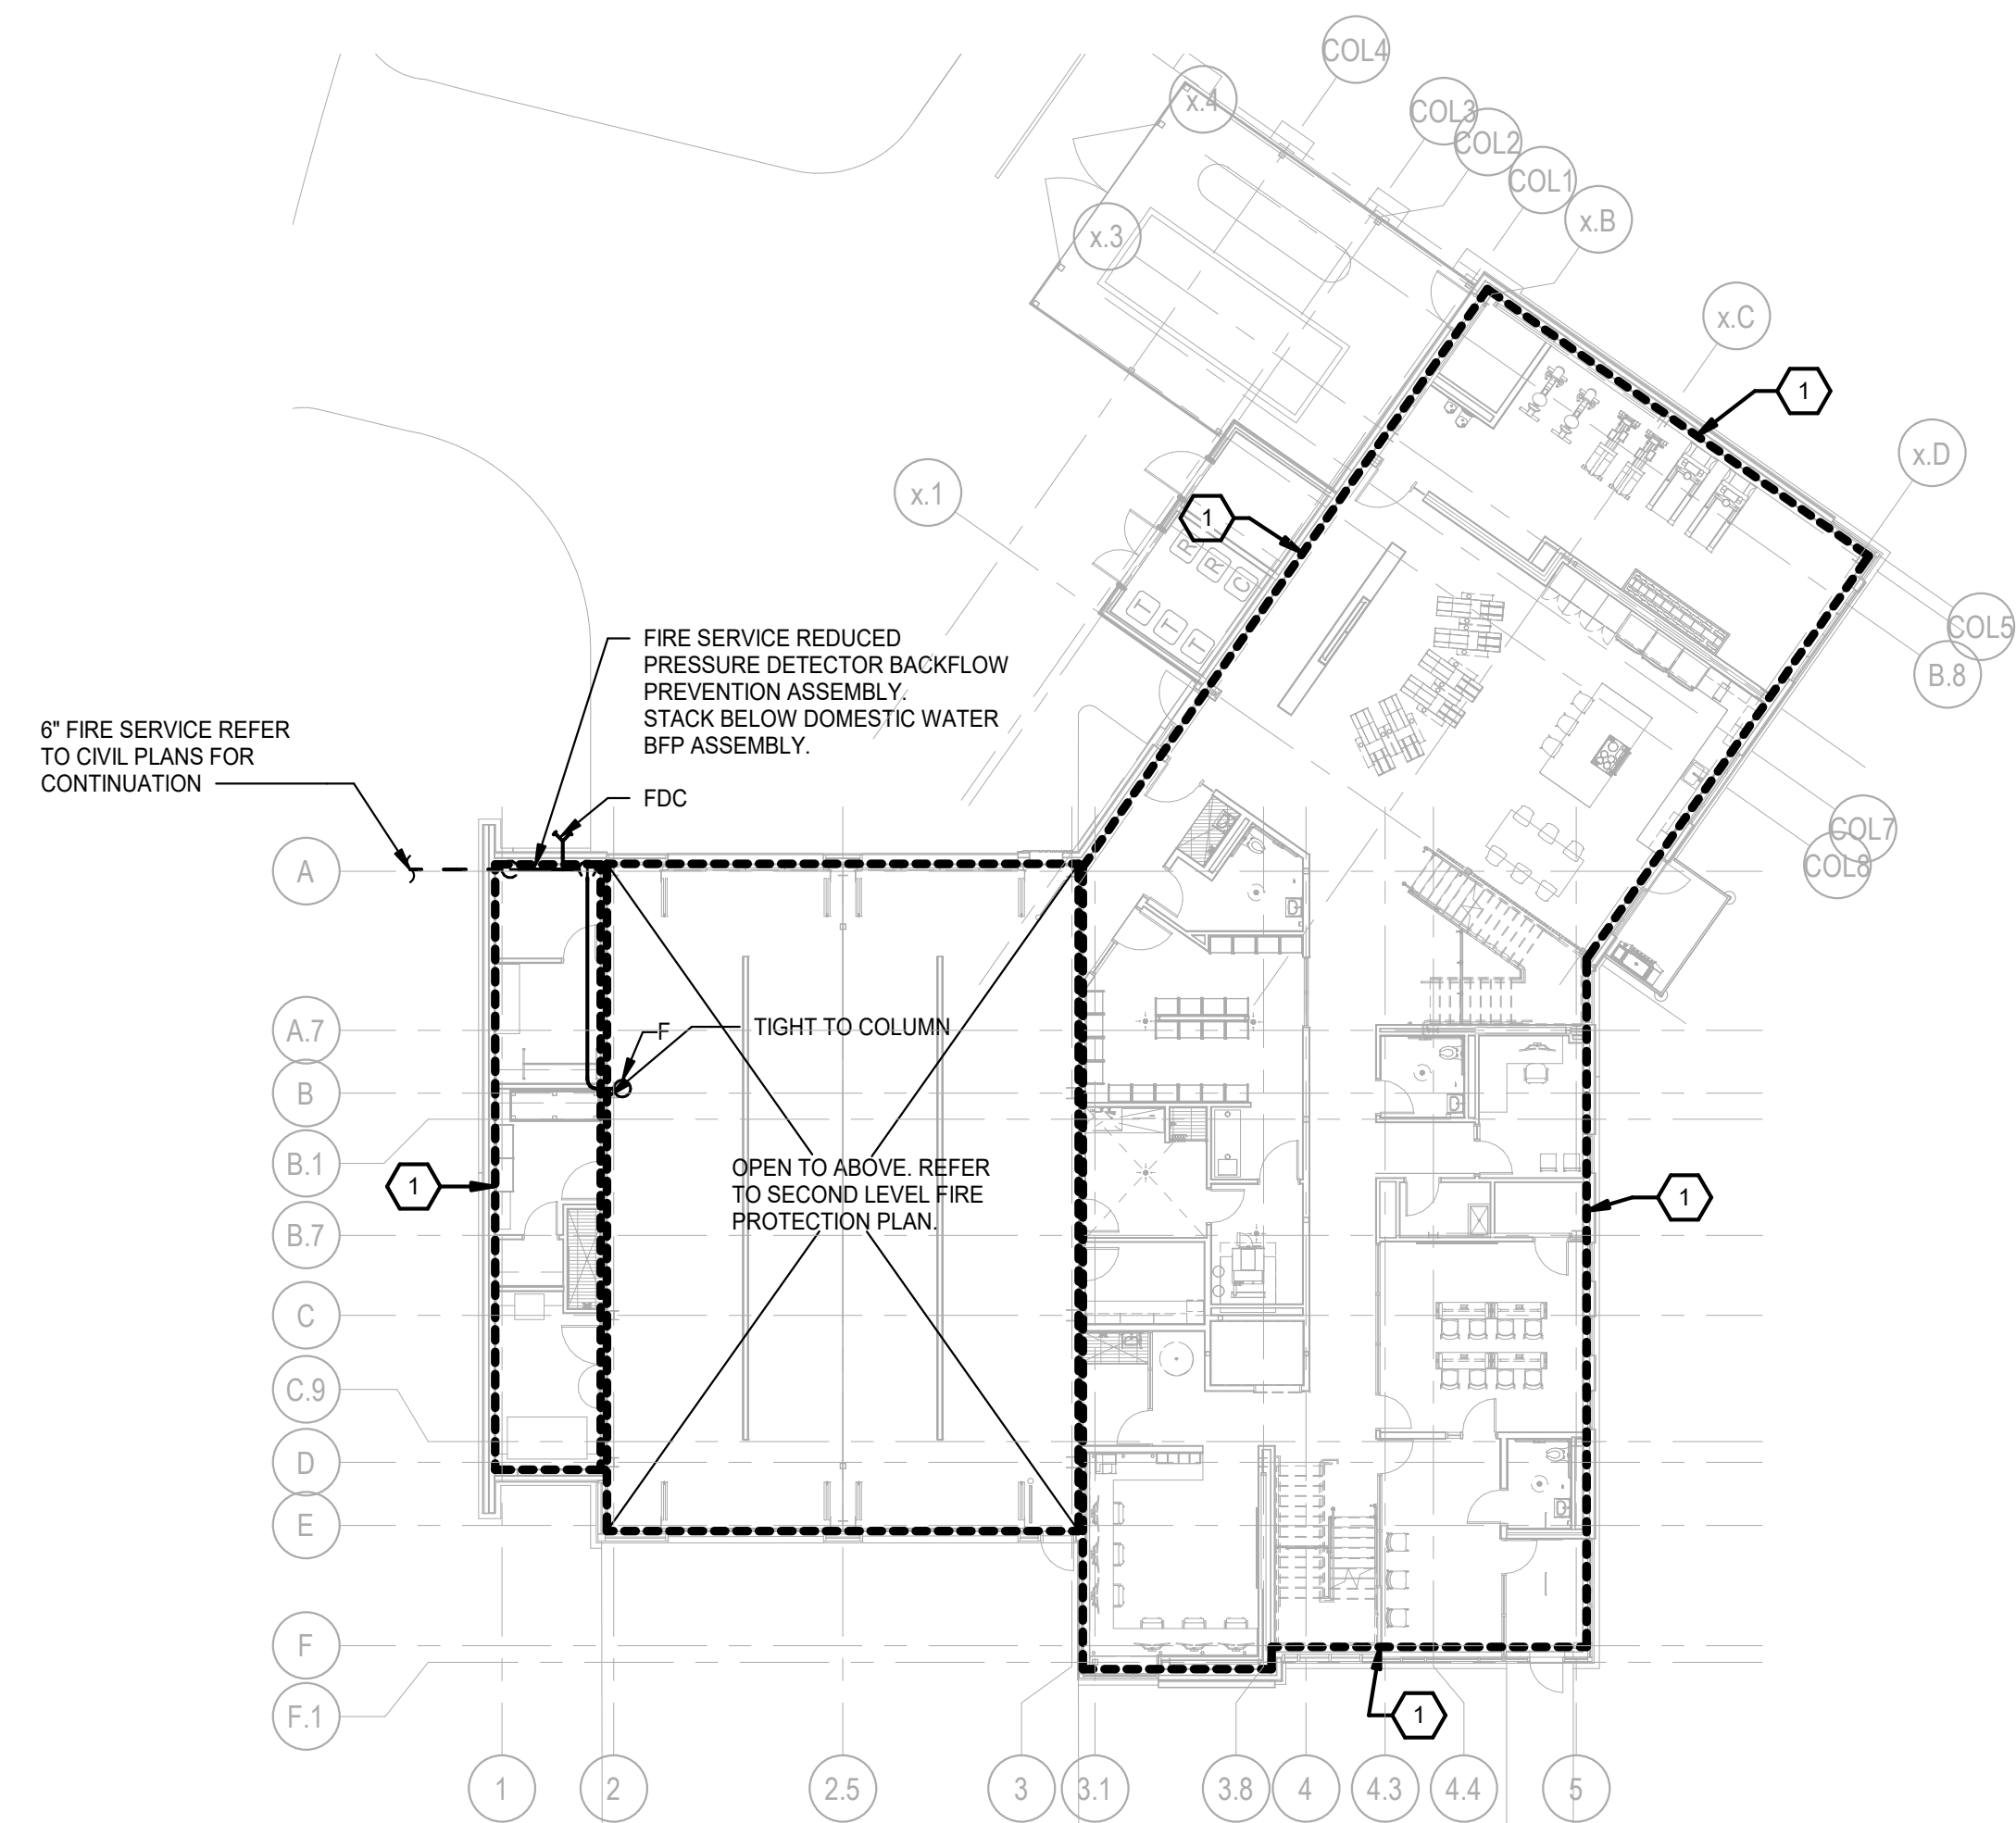 COL4
x.4
COL3
COL2
COL1
x.B
x.3
x.C
1
x.D
x.1
1
R
R
C
T
T
T
COL5
B.8
FIRE SERVICE REDUCED
PRESSURE DETECTOR BACKFLOW
PREVENTION ASSEMBLY.
STACK BELOW DOMESTIC WATER
BFP ASSEMBLY.
6" FIRE SERVICE REFER
TO CIVIL PLANS FOR
CONTINUATION
FDC
COL7
COL8
A
A.7
F
TIGHT TO COLUMN
B
B.1
1
OPEN TO ABOVE. REFER
TO SECOND LEVEL FIRE
PROTECTION PLAN.
1
B.7
C
C.9
D
E
F
F.1
1
1
2
2.5
3
3.1
3.8
4
4.3
4.4
5